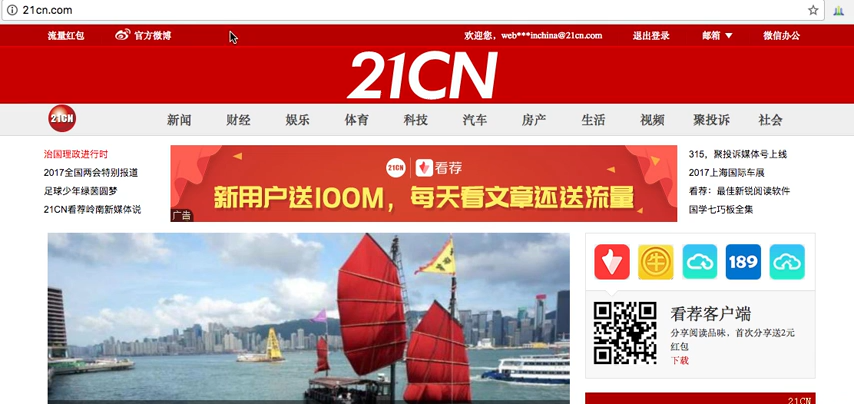 21cn.com
流量红包 官方微博 欢迎您，web***inchina@21cn.com 退出登录 邮箱 微信办公
21CN
21CN 新闻 财经 娱乐 体育 科技 汽车 房产 生活 视频 聚投诉 社会
治国理政进行时
2017全国两会特别报道
足球少年绿茵圆梦
21CN看荐岭南新媒体说
21CN 看荐
新用户送100M，每天看文章还送流量
广告
315，聚投诉媒体号上线
2017上海国际车展
看荐：最佳新锐阅读软件
国学七巧板全集
牛 189
看荐客户端
分享阅读品味，首次分享送2元
红包
下载
21CN